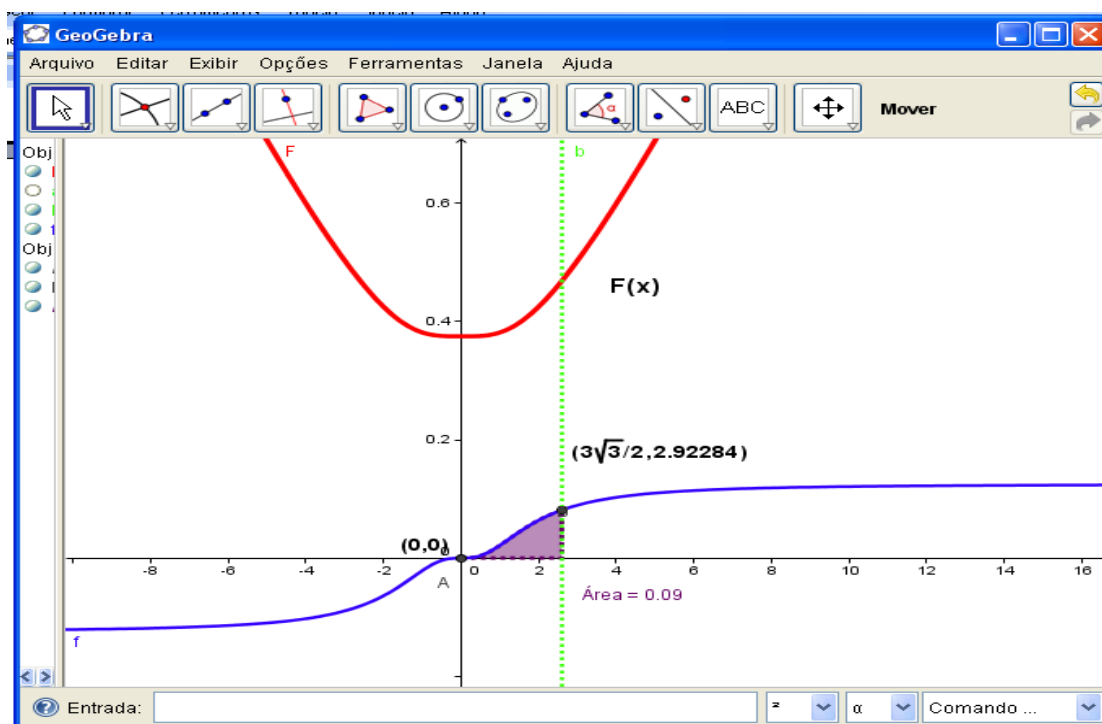 GeoGebra
Arquivo Editar Exibir Opções Ferramentas Janela Ajuda
ABC
α
Mover
Obj
Obj
F
b
0.6
F(x)
0.4
0.2
(3√3/2,2.92284)
(0,0)
A
-8 -6 -4 -2 0 2 4 6 8 10 12 14 16
Área = 0.09
f
Entrada:
² α Comando ...